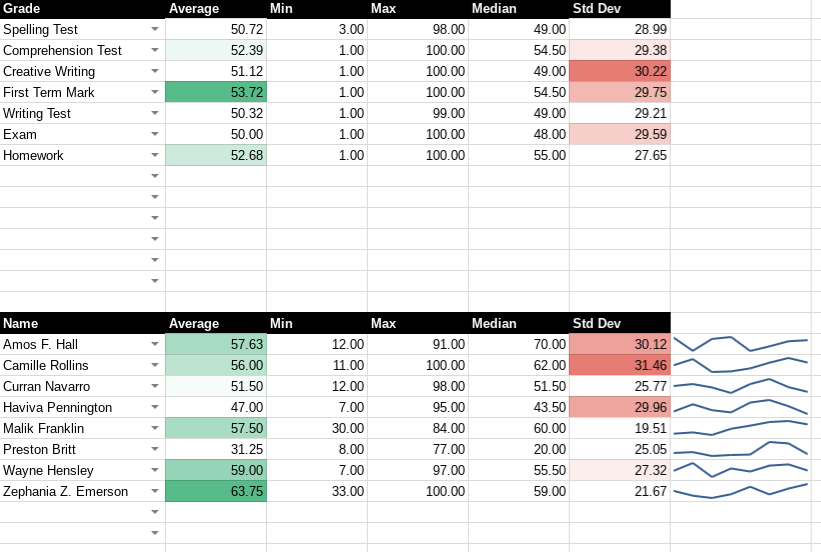 Grade Average Min Max Median Std Dev
Spelling Test 50.72 3.00 98.00 49.00 28.99
Comprehension Test 52.39 1.00 100.00 54.50 29.38
Creative Writing 51.12 1.00 100.00 49.00 30.22
First Term Mark 53.72 1.00 100.00 54.50 29.75
Writing Test 50.32 1.00 99.00 49.00 29.21
Exam 50.00 1.00 100.00 48.00 29.59
Homework 52.68 1.00 100.00 55.00 27.65
Name Average Min Max Median Std Dev
Amos F. Hall 57.63 12.00 91.00 70.00 30.12
Camille Rollins 56.00 11.00 100.00 62.00 31.46
Curran Navarro 51.50 12.00 98.00 51.50 25.77
Haviva Pennington 47.00 7.00 95.00 43.50 29.96
Malik Franklin 57.50 30.00 84.00 60.00 19.51
Preston Britt 31.25 8.00 77.00 20.00 25.05
Wayne Hensley 59.00 7.00 97.00 55.50 27.32
Zephania Z. Emerson 63.75 33.00 100.00 59.00 21.67